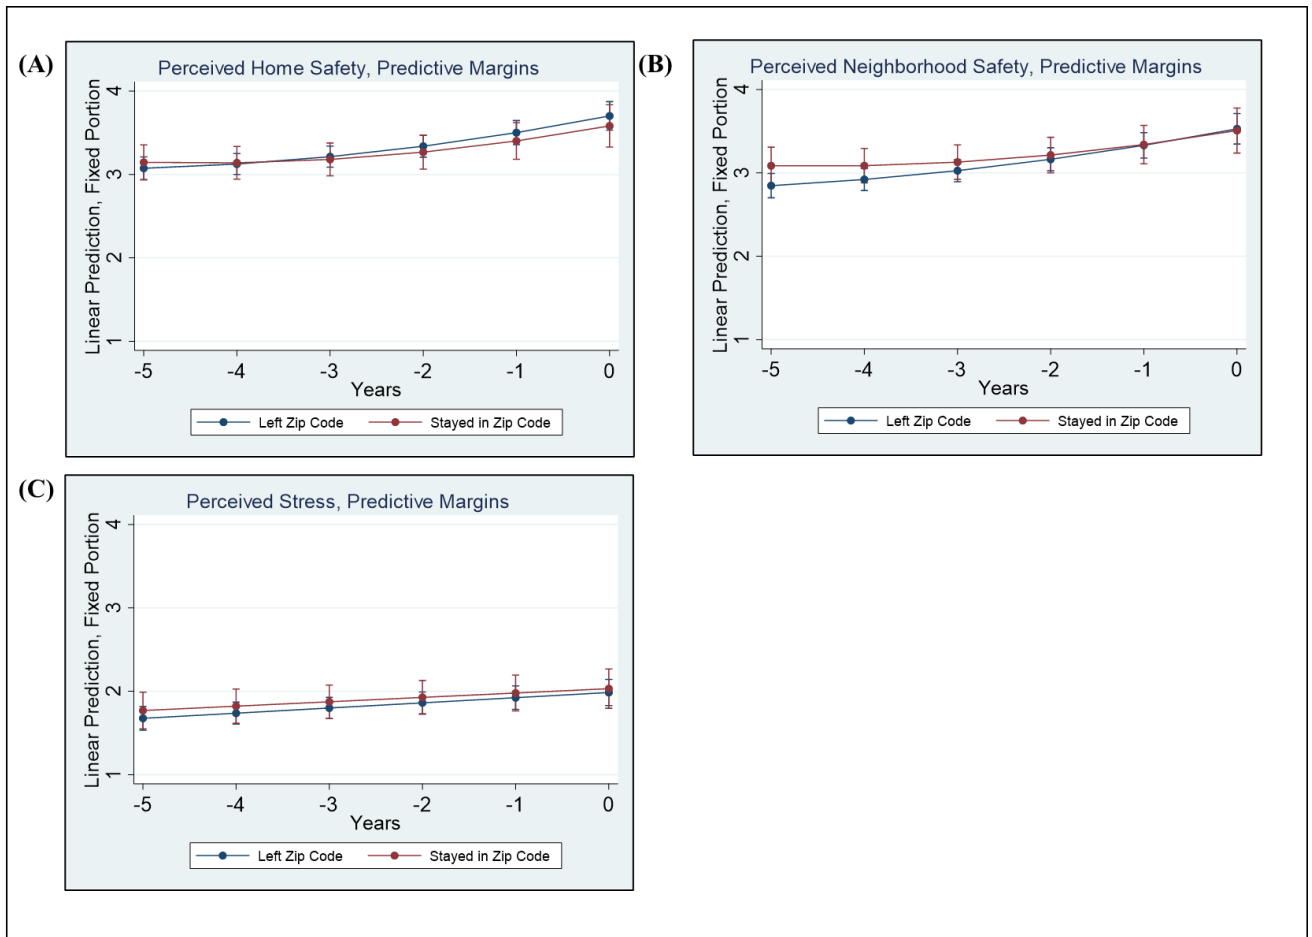 (A)
Perceived Home Safety, Predictive Margins
Linear Prediction, Fixed Portion
4
3
2
1
-5 -4 -3 -2 -1 0
Years
Left Zip Code Stayed in Zip Code
(B)
Perceived Neighborhood Safety, Predictive Margins
Linear Prediction, Fixed Portion
4
3
2
1
-5 -4 -3 -2 -1 0
Years
Left Zip Code Stayed in Zip Code
(C)
Perceived Stress, Predictive Margins
Linear Prediction, Fixed Portion
4
3
2
1
-5 -4 -3 -2 -1 0
Years
Left Zip Code Stayed in Zip Code